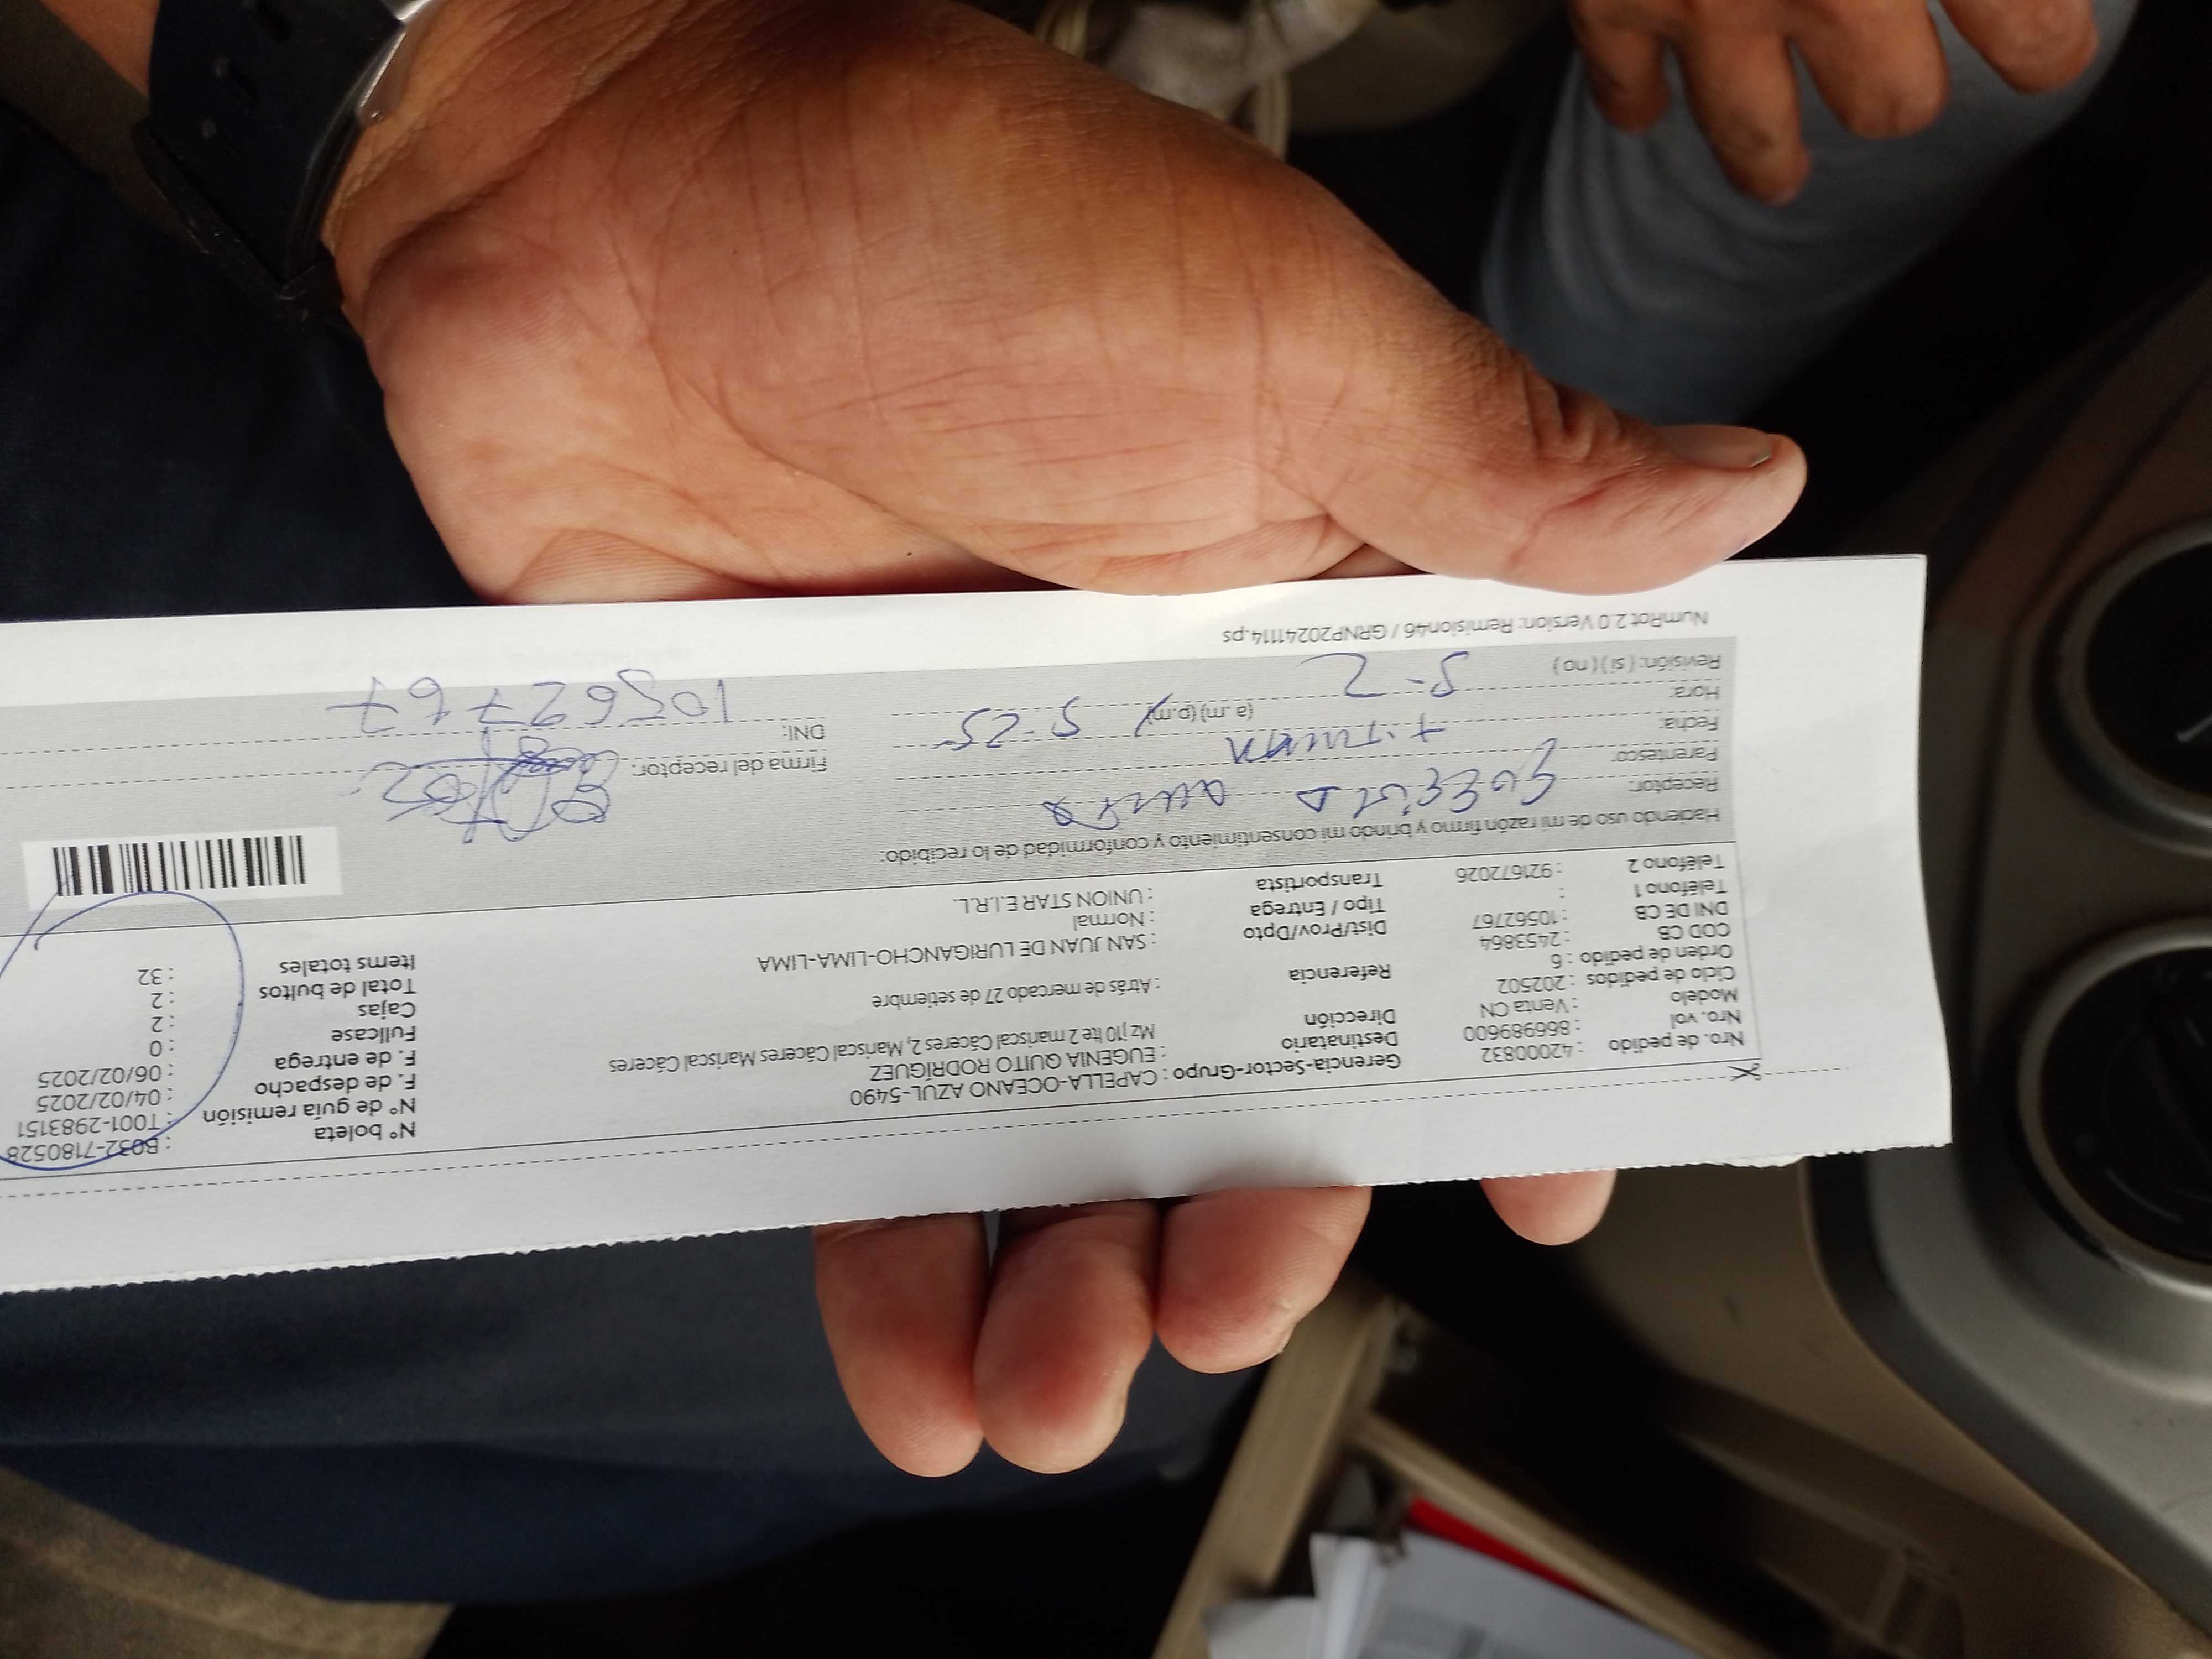 Nro. de pedido : 42000832
Nro. vol : 866989600
Modelo : Venta CN
Ciclo de pedidos : 202502
Orden de pedido : 6
COD CB : 2453864
DNI DE CB : 10562767
Teléfono 1 :
Teléfono 2 : 921672026
Gerencia-Sector-Grupo : CAPELLA-OCEANO AZUL-5490
Destinatario : EUGENIA QUITO RODRIGUEZ
Dirección Mz j10 lte 2 mariscal Cáceres 2, Mariscal Cáceres Mariscal Cáceres
Referencia : Atrás de mercado 27 de setiembre
Dist/Prov/Dpto : SAN JUAN DE LURIGANCHO-LIMA-LIMA
Tipo / Entrega : Normal
Transportista : UNION STAR E.I.R.L.
N° boleta : B032-7180528
N° de guía remisión : T001-2983151
F. de despacho : 04/02/2025
F. de entrega : 06/02/2025
Fullcase : 0
Cajas : 2
Total de bultos : 2
Items totales : 32
Haciendo uso de mi razón firmo y brindo mi consentimiento y conformidad de lo recibido:
Receptor:
Parentesco:
Fecha: 5-25
Hora: (a.m) (p.m)
Revisión: ( si ) ( no )
Firma del receptor:
DNI: 10562767
NumRot 2.0 Version: Remision46 / GRNP20241114.ps